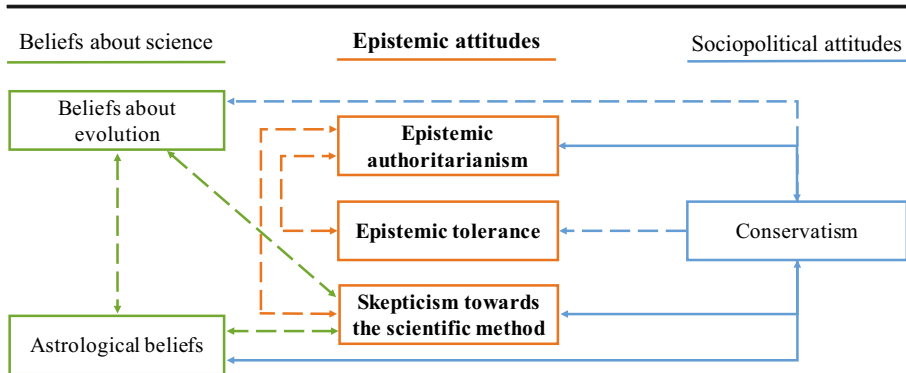 Beliefs about science
Epistemic attitudes
Sociopolitical attitudes
Beliefs about
evolution
Epistemic
authoritarianism
Epistemic tolerance
Conservatism
Skepticism towards
the scientific method
Astrological beliefs